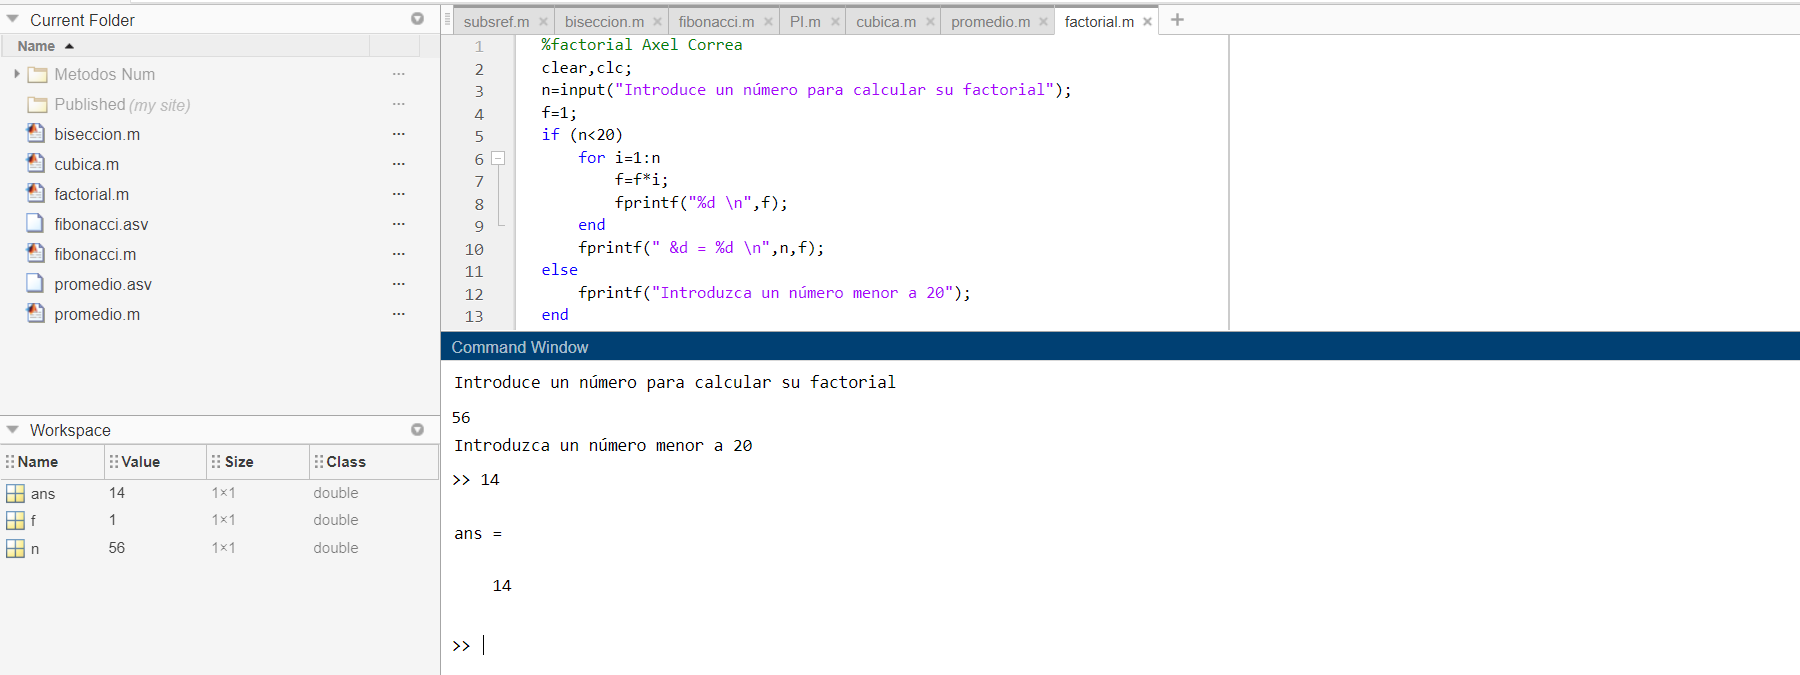 Current Folder
Name
Metodos Num ...
Published (my site) ...
biseccion.m ...
cubica.m ...
factorial.m ...
fibonacci.asv ...
fibonacci.m ...
promedio.asv ...
promedio.m ...
Workspace
Name Value Size Class
ans 14 1×1 double
f 1 1×1 double
n 56 1×1 double
subsref.m × biseccion.m × fibonacci.m × PI.m × cubica.m × promedio.m × factorial.m × +
1 %factorial Axel Correa
2 clear,clc;
3 n=input("Introduce un número para calcular su factorial");
4 f=1;
5 if (n<20)
6 for i=1:n
7 f=f*i;
8 fprintf("%d \n",f);
9 end
10 fprintf(" &d = %d \n",n,f);
11 else
12 fprintf("Introduzca un número menor a 20");
13 end
Command Window
Introduce un número para calcular su factorial
56
Introduzca un número menor a 20
>> 14
ans =
14
>>